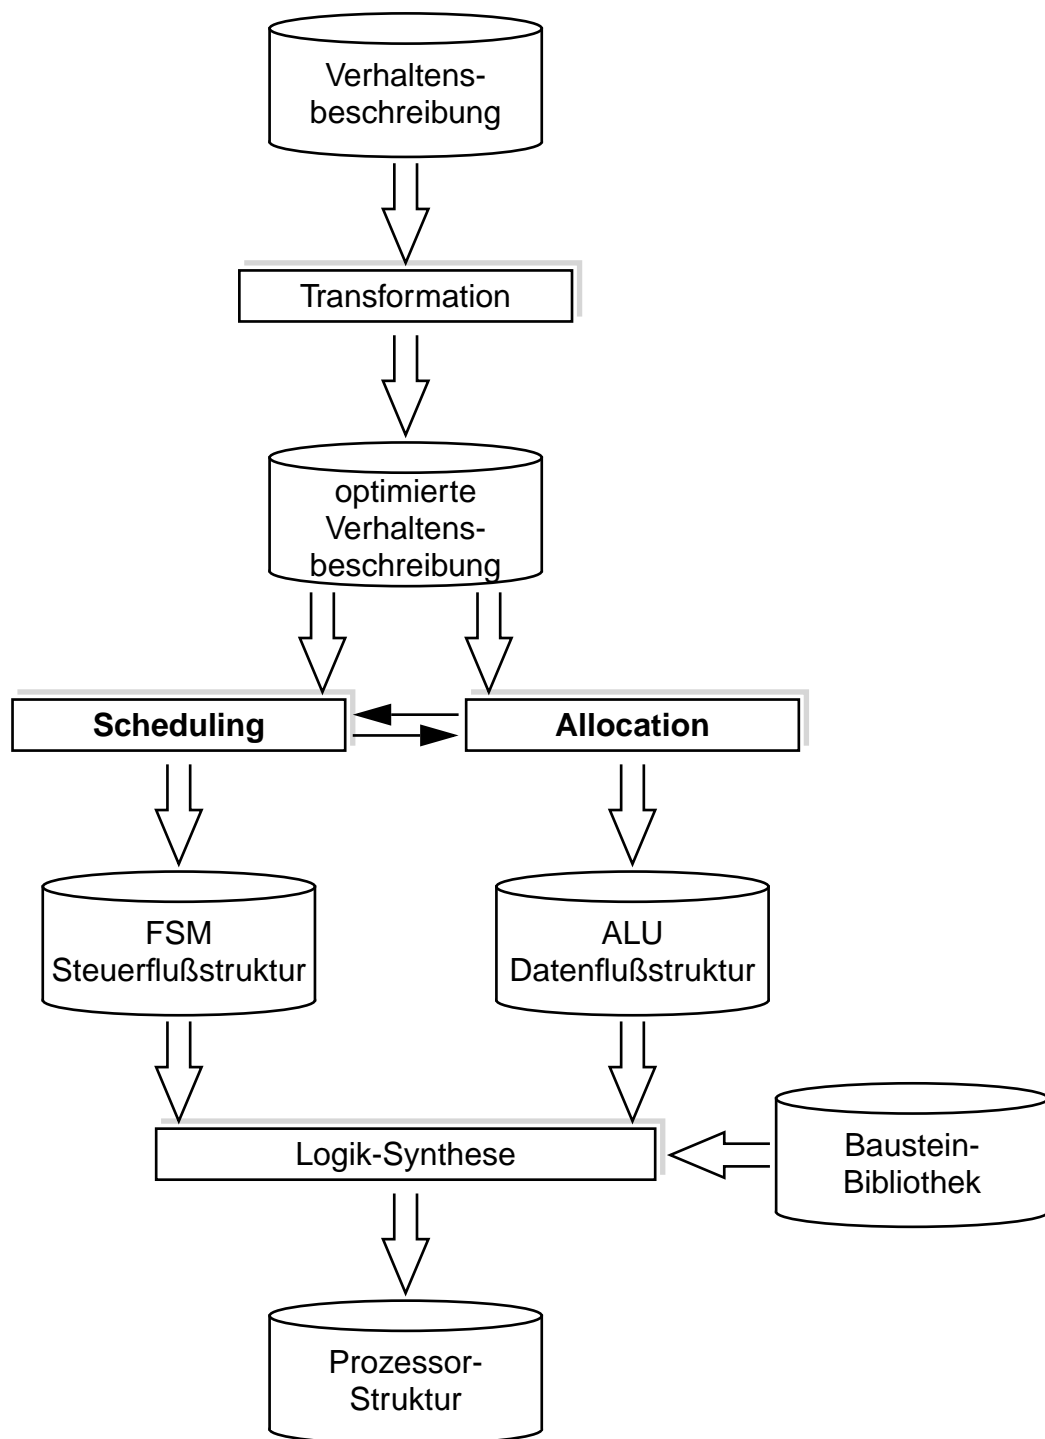 Verhaltens-
beschreibung
Transformation
optimierte
Verhaltens-
beschreibung
Scheduling
Allocation
FSM
Steuerflußstruktur
ALU
Datenflußstruktur
Logik-Synthese
Baustein-
Bibliothek
Prozessor-
Struktur